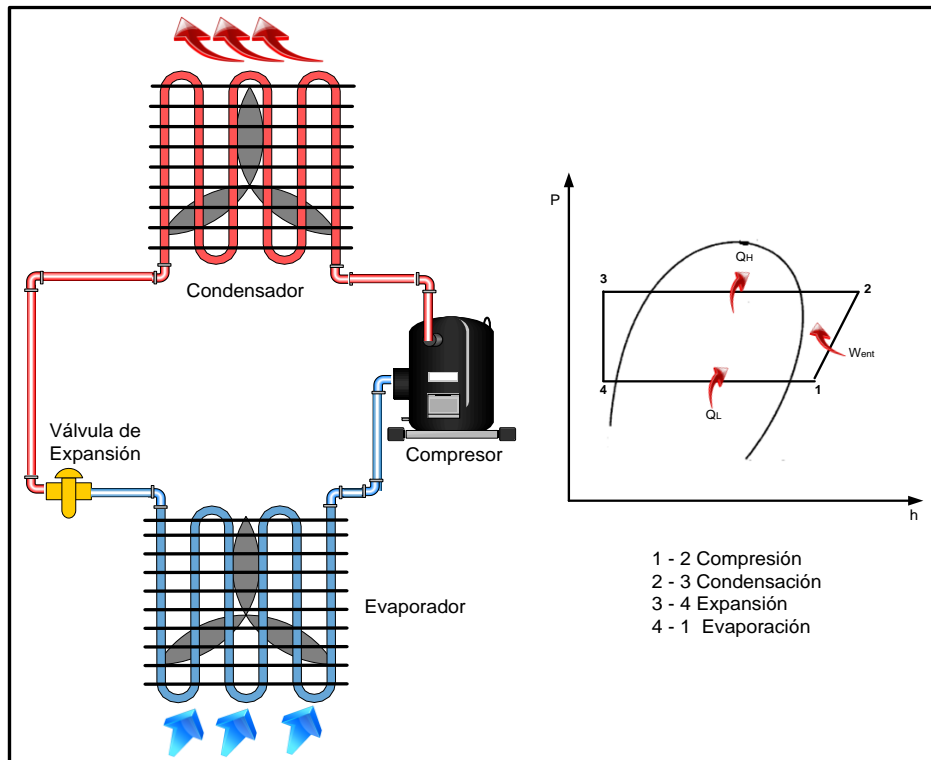 Condensador
Válvula de
Expansión
Compresor
Evaporador
P
QH
3
2
Went
4
1
QL
h
1 - 2 Compresión
2 - 3 Condensación
3 - 4 Expansión
4 - 1 Evaporación